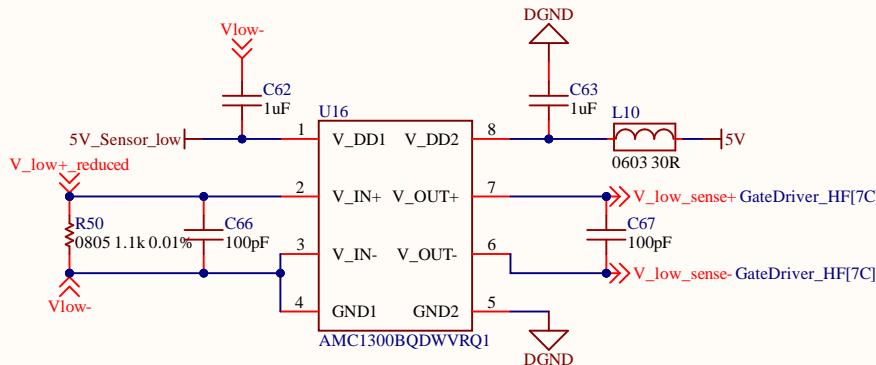 Vlow-
DGND
C62
1uF
C63
1uF
L10
0603 30R
U16
5V_Sensor_low
1
V_DD1
V_DD2
8
5V
V_low+_reduced
2
V_IN+
V_OUT+
7
V_low_sense+
GateDriver_HF[7C]
R50
0805 1.1k 0.01%
C66
100pF
C67
100pF
3
V_IN-
V_OUT-
6
V_low_sense-
GateDriver_HF[7C]
Vlow-
4
GND1
GND2
5
AMC1300BQDWVRQ1
DGND